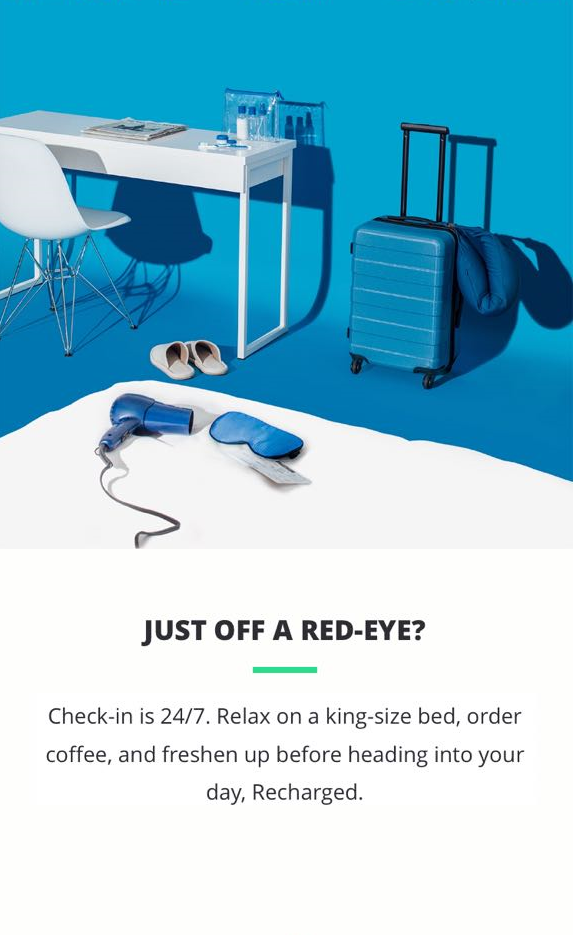 JUST OFF A RED-EYE?
Check-in is 24/7. Relax on a king-size bed, order
coffee, and freshen up before heading into your
day, Recharged.